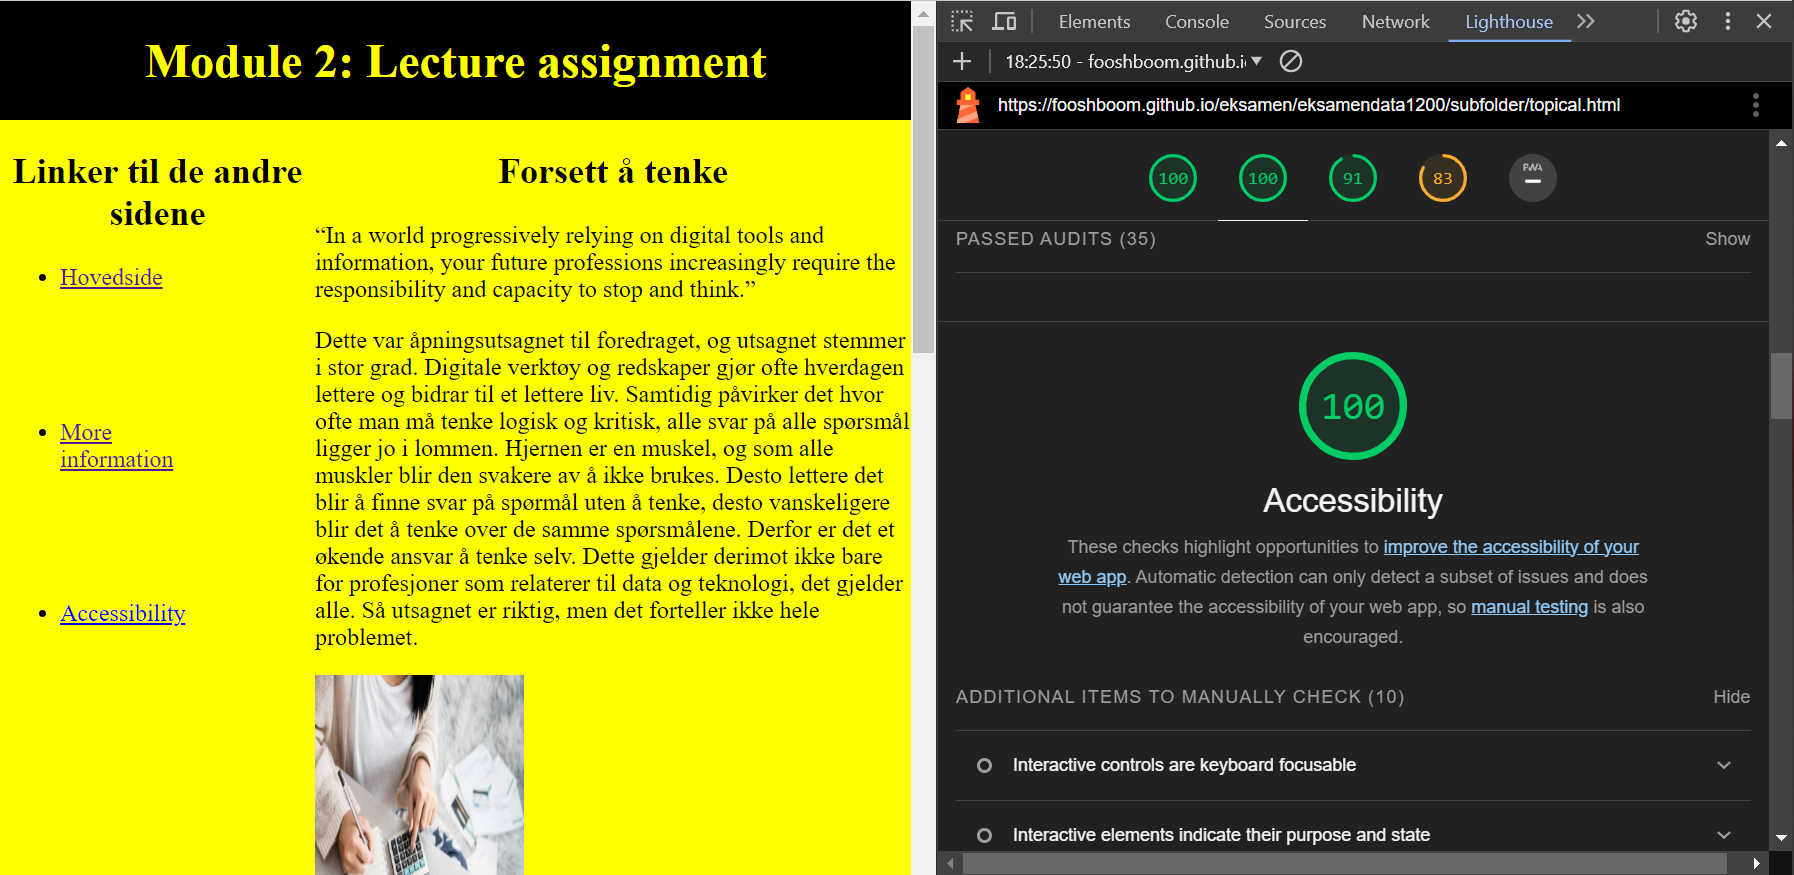 Module 2: Lecture assignment
Linker til de andre
sidene
Hovedside
More
information
Accessibility
Forsett å tenke
“In a world progressively relying on digital tools and
information, your future professions increasingly require the
responsibility and capacity to stop and think.”
Dette var åpningsutsagnet til foredraget, og utsagnet stemmer
i stor grad. Digitale verktøy og redskaper gjør ofte hverdagen
lettere og bidrar til et lettere liv. Samtidig påvirker det hvor
ofte man må tenke logisk og kritisk, alle svar på alle spørsmål
ligger jo i lommen. Hjernen er en muskel, og som alle
muskler blir den svakere av å ikke brukes. Desto lettere det
blir å finne svar på spørmål uten å tenke, desto vanskeligere
blir det å tenke over de samme spørsmålene. Derfor er det et
økende ansvar å tenke selv. Dette gjelder derimot ikke bare
for profesjoner som relaterer til data og teknologi, det gjelder
alle. Så utsagnet er riktig, men det forteller ikke hele
problemet.
Elements Console Sources Network Lighthouse
18:25:50 - fooshboom.github.i
https://fooshboom.github.io/eksamen/eksamendata1200/subfolder/topical.html
100 100 91 83 PWA
PASSED AUDITS (35) Show
100
Accessibility
These checks highlight opportunities to improve the accessibility of your
web app. Automatic detection can only detect a subset of issues and does
not guarantee the accessibility of your web app, so manual testing is also
encouraged.
ADDITIONAL ITEMS TO MANUALLY CHECK (10) Hide
Interactive controls are keyboard focusable
Interactive elements indicate their purpose and state